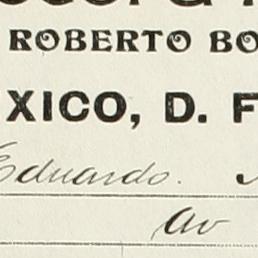 ROBERTO BO
XICO, D. F
Eduardo.
Av